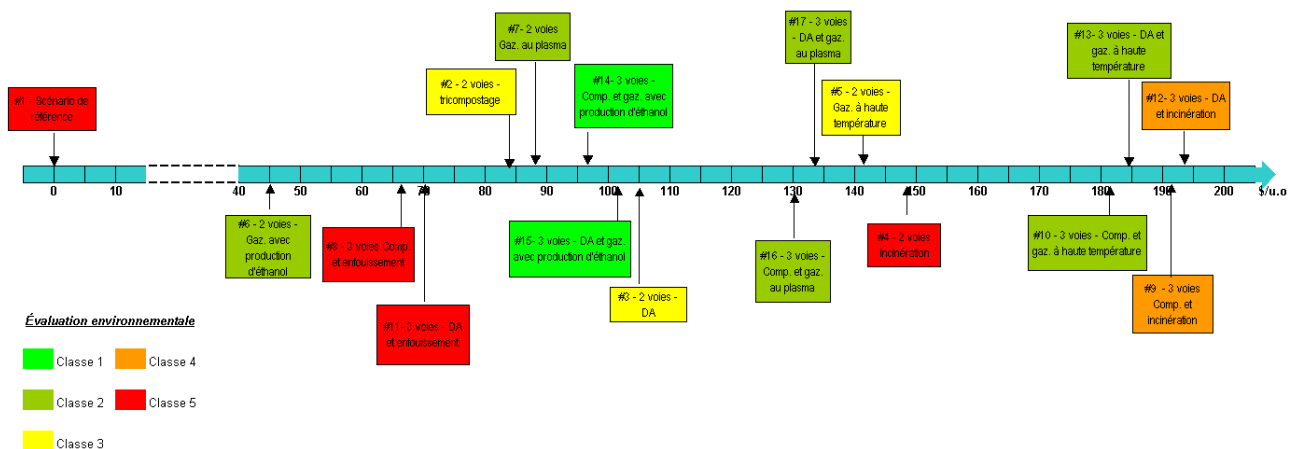 #7- 2 voies
Gaz. au plasma
#17 - 3 voies
- DA et gaz.
au plasma
#13- 3 voies - DA et
gaz. à haute
température
#1 - Scénario de
référence
#2 - 2 voies -
tricompostage
#14- 3 voies -
Comp. et gaz. avec
production d'éthanol
#5 - 2 voies -
Gaz. à haute
température
#12- 3 voies - DA
et incinération
0 10 40 50 60 70 80 90 100 110 120 130 140 150 160 170 180 190 200 $/u.o
#6 - 2 voies -
Gaz. avec
production
d'éthanol
#8 - 3 voies Comp.
et enfouissement
#15- 3 voies - DA et gaz.
avec production d'éthanol
#16 - 3 voies -
Comp. et gaz.
au plasma
#4 - 2 voies
incinération
#10 - 3 voies - Comp. et
gaz. à haute température
#11- 3 voies - DA
et enfouissement
#3 - 2 voies -
DA
#9 - 3 voies
Comp. et
incinération
Évaluation environnementale
Classe 1
Classe 4
Classe 2
Classe 5
Classe 3